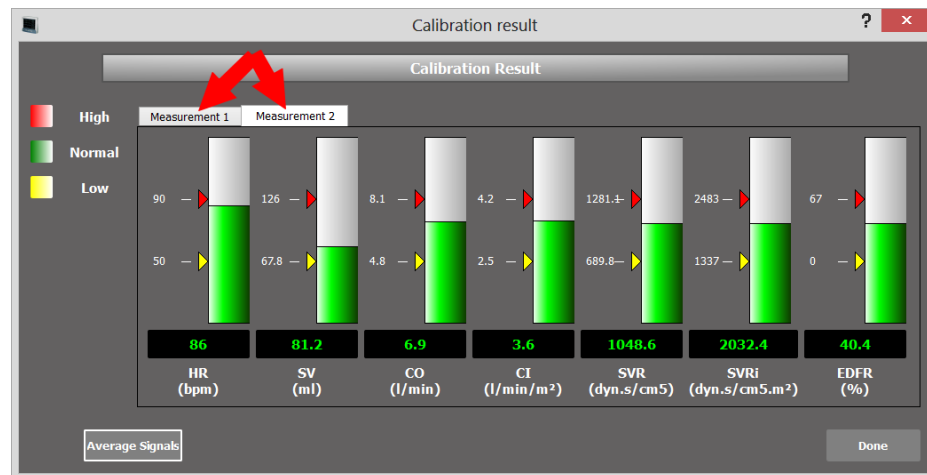 Calibration result
?
x
Calibration Result
High
Normal
Low
Measurement 1
Measurement 2
90
50
126
67.8
8.1
4.8
4.2
2.5
1281.1
689.8
2483
1337
67
0
86
81.2
6.9
3.6
1048.6
2032.4
40.4
HR
(bpm)
SV
(ml)
CO
(l/min)
CI
(l/min/m²)
SVR
(dyn.s/cm5)
SVRi
(dyn.s/cm5.m²)
EDFR
(%)
Average Signals
Done